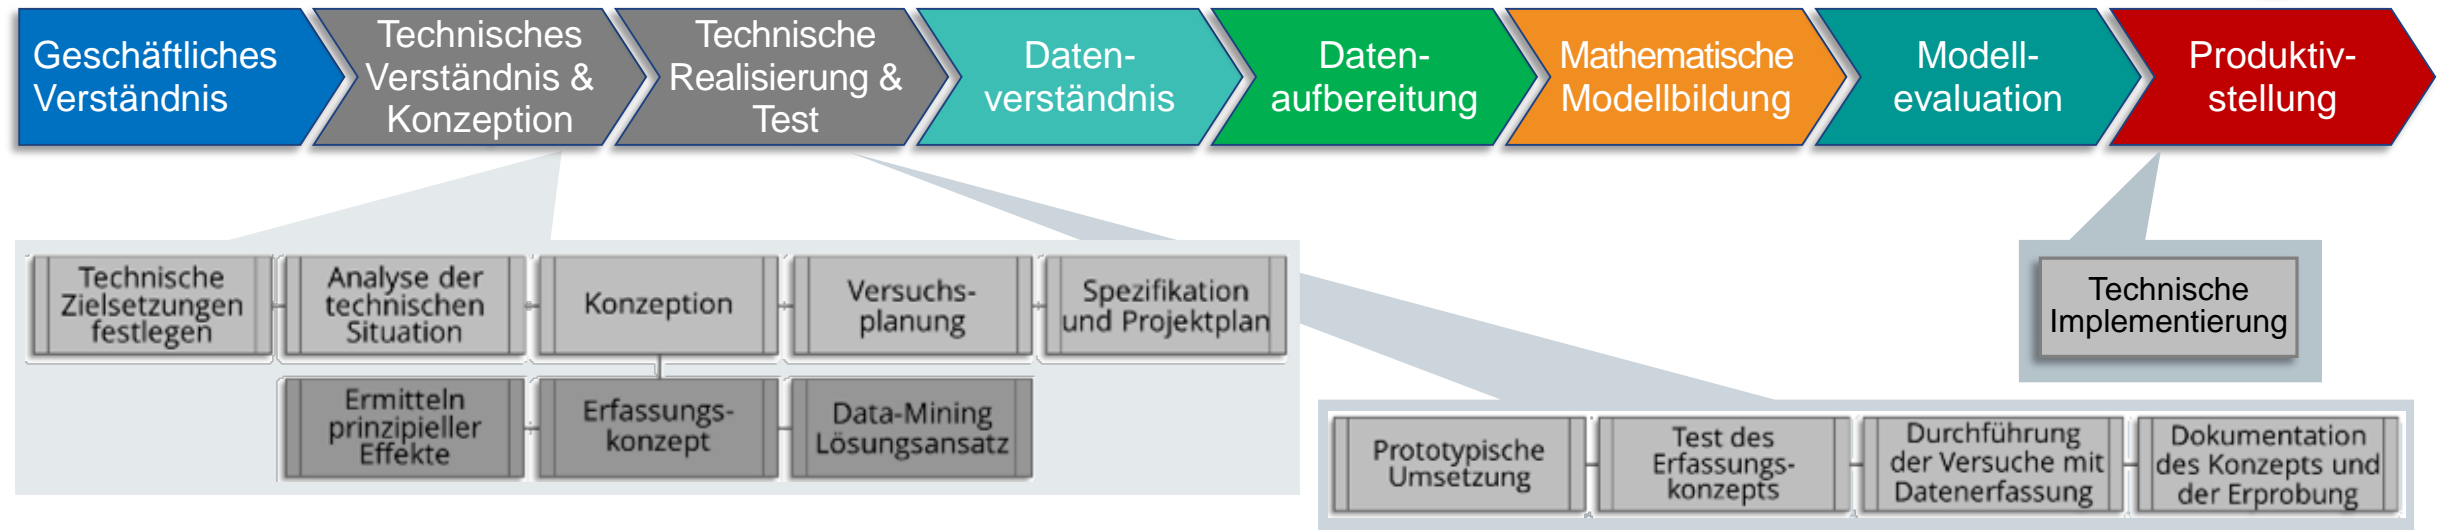 Geschäftliches
Verständnis
Technisches
Verständnis &
Konzeption
Technische
Realisierung &
Test
Daten-
verständnis
Daten-
aufbereitung
Mathematische
Modellbildung
Modell-
evaluation
Produktiv-
stellung
Technische
Zielsetzungen
festlegen
Analyse der
technischen
Situation
Konzeption
Versuchs-
planung
Spezifikation
und Projektplan
Ermitteln
prinzipieller
Effekte
Erfassungs-
konzept
Data-Mining
Lösungsansatz
Technische
Implementierung
Prototypische
Umsetzung
Test des
Erfassungs-
konzepts
Durchführung
der Versuche mit
Datenerfassung
Dokumentation
des Konzepts und
der Erprobung